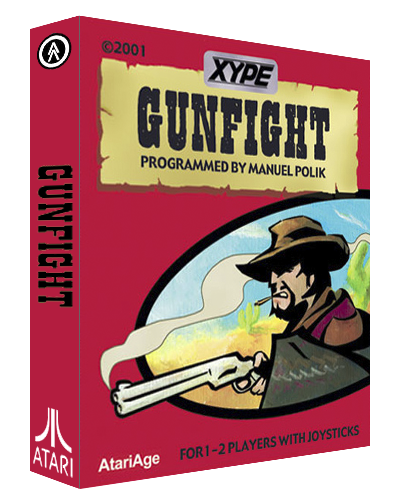 ©2001
XYPE
GUNFIGHT
PROGRAMMED BY MANUEL POLIK
FOR 1-2 PLAYERS WITH JOYSTICKS
AtariAge
GUNFIGHT
ATARI